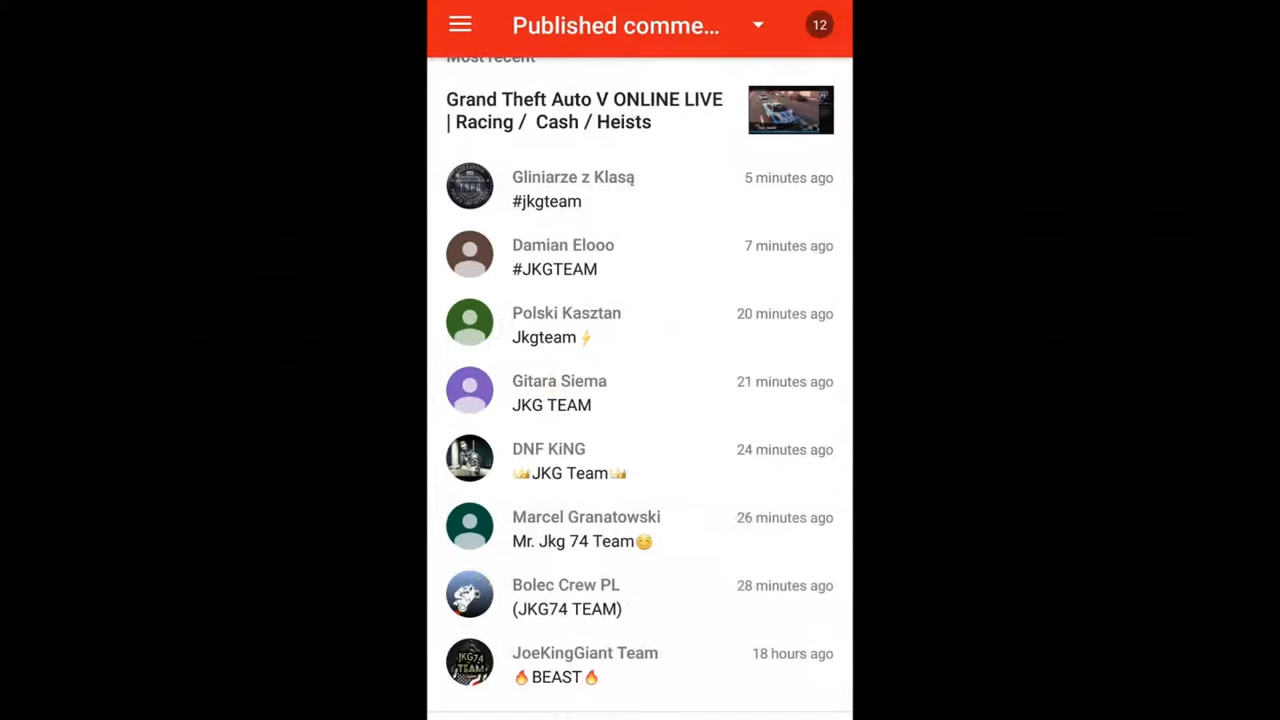 Published comme...
12
Most recent
Grand Theft Auto V ONLINE LIVE
| Racing /  Cash / Heists
Gliniarze z Klasą
5 minutes ago
#jkgteam
Damian Elooo
7 minutes ago
#JKGTEAM
Polski Kasztan
20 minutes ago
Jkgteam⚡
Gitara Siema
21 minutes ago
JKG TEAM
DNF KiNG
24 minutes ago
👑JKG Team👑
Marcel Granatowski
26 minutes ago
Mr. Jkg 74 Team😊
Bolec Crew PL
28 minutes ago
(JKG74 TEAM)
JoeKingGiant Team
18 hours ago
JKG74
TEAM
🔥BEAST🔥